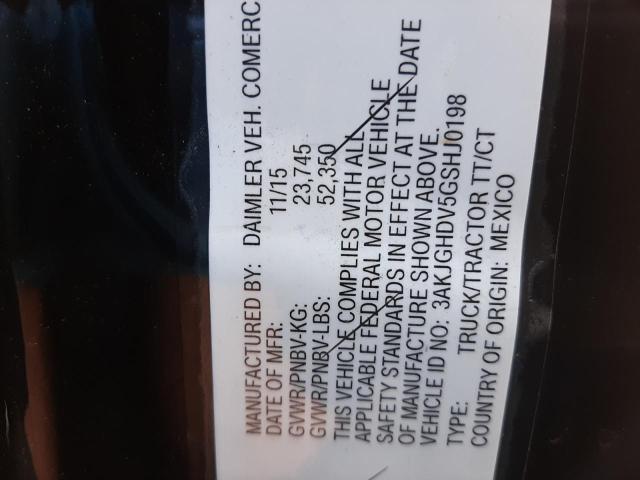 MANUFACTURED BY: DAIMLER VEH. COMERC
DATE OF MFR: 11/15
GVWR/PNBV-KG: 23,745
GVWR/PNBV-LBS: 52,350
THIS VEHICLE COMPLIES WITH ALL
APPLICABLE FEDERAL MOTOR VEHICLE
SAFETY STANDARDS IN EFFECT AT THE DATE
OF MANUFACTURE SHOWN ABOVE.
VEHICLE ID NO: 3AKJGHDV5GSHJ0198
TYPE: TRUCK/TRACTOR TT/CT
COUNTRY OF ORIGIN: MEXICO